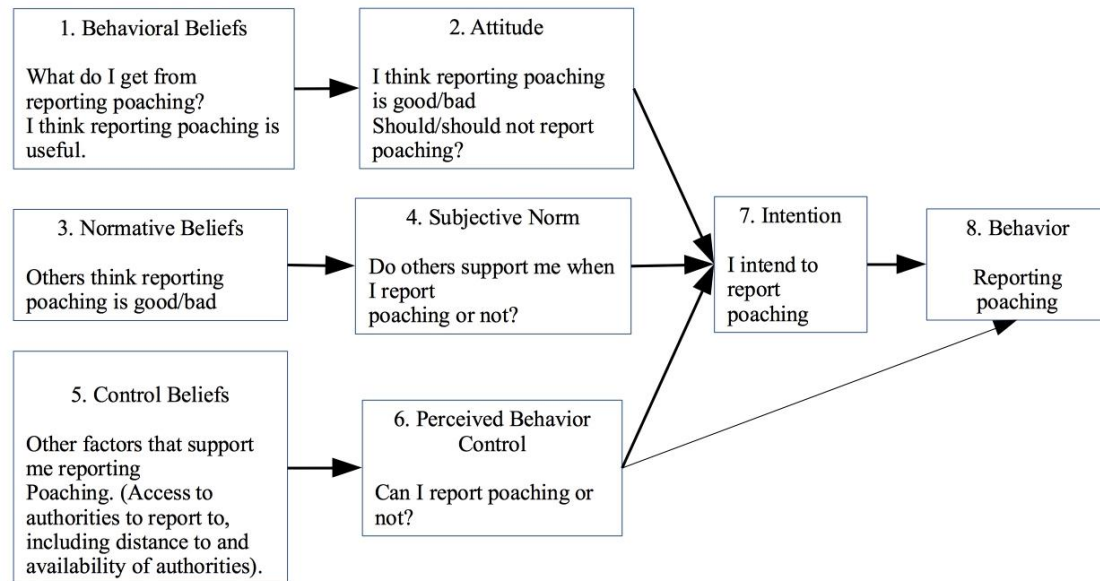 1. Behavioral Beliefs
What do I get from
reporting poaching?
I think reporting poaching is
useful.
2. Attitude
I think reporting poaching
is good/bad
Should/should not report
poaching?
3. Normative Beliefs
Others think reporting
poaching is good/bad
4. Subjective Norm
Do others support me when
I report
poaching or not?
7. Intention
I intend to
report
poaching
8. Behavior
Reporting
poaching
5. Control Beliefs
Other factors that support
me reporting
Poaching. (Access to
authorities to report to,
including distance to and
availability of authorities).
6. Perceived Behavior
Control
Can I report poaching or
not?